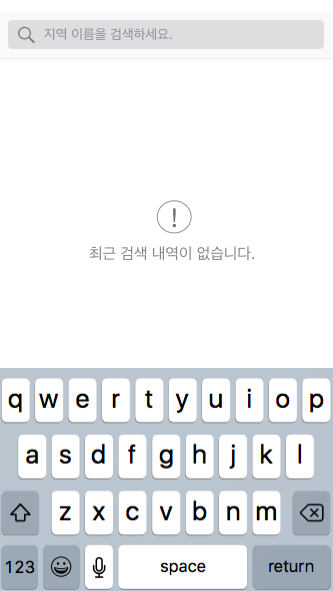 지역 이름을 검색하세요.
!
최근 검색 내역이 없습니다.
q w e r t y u i o p
a s d f g h j k l
z x c v b n m
123 space return